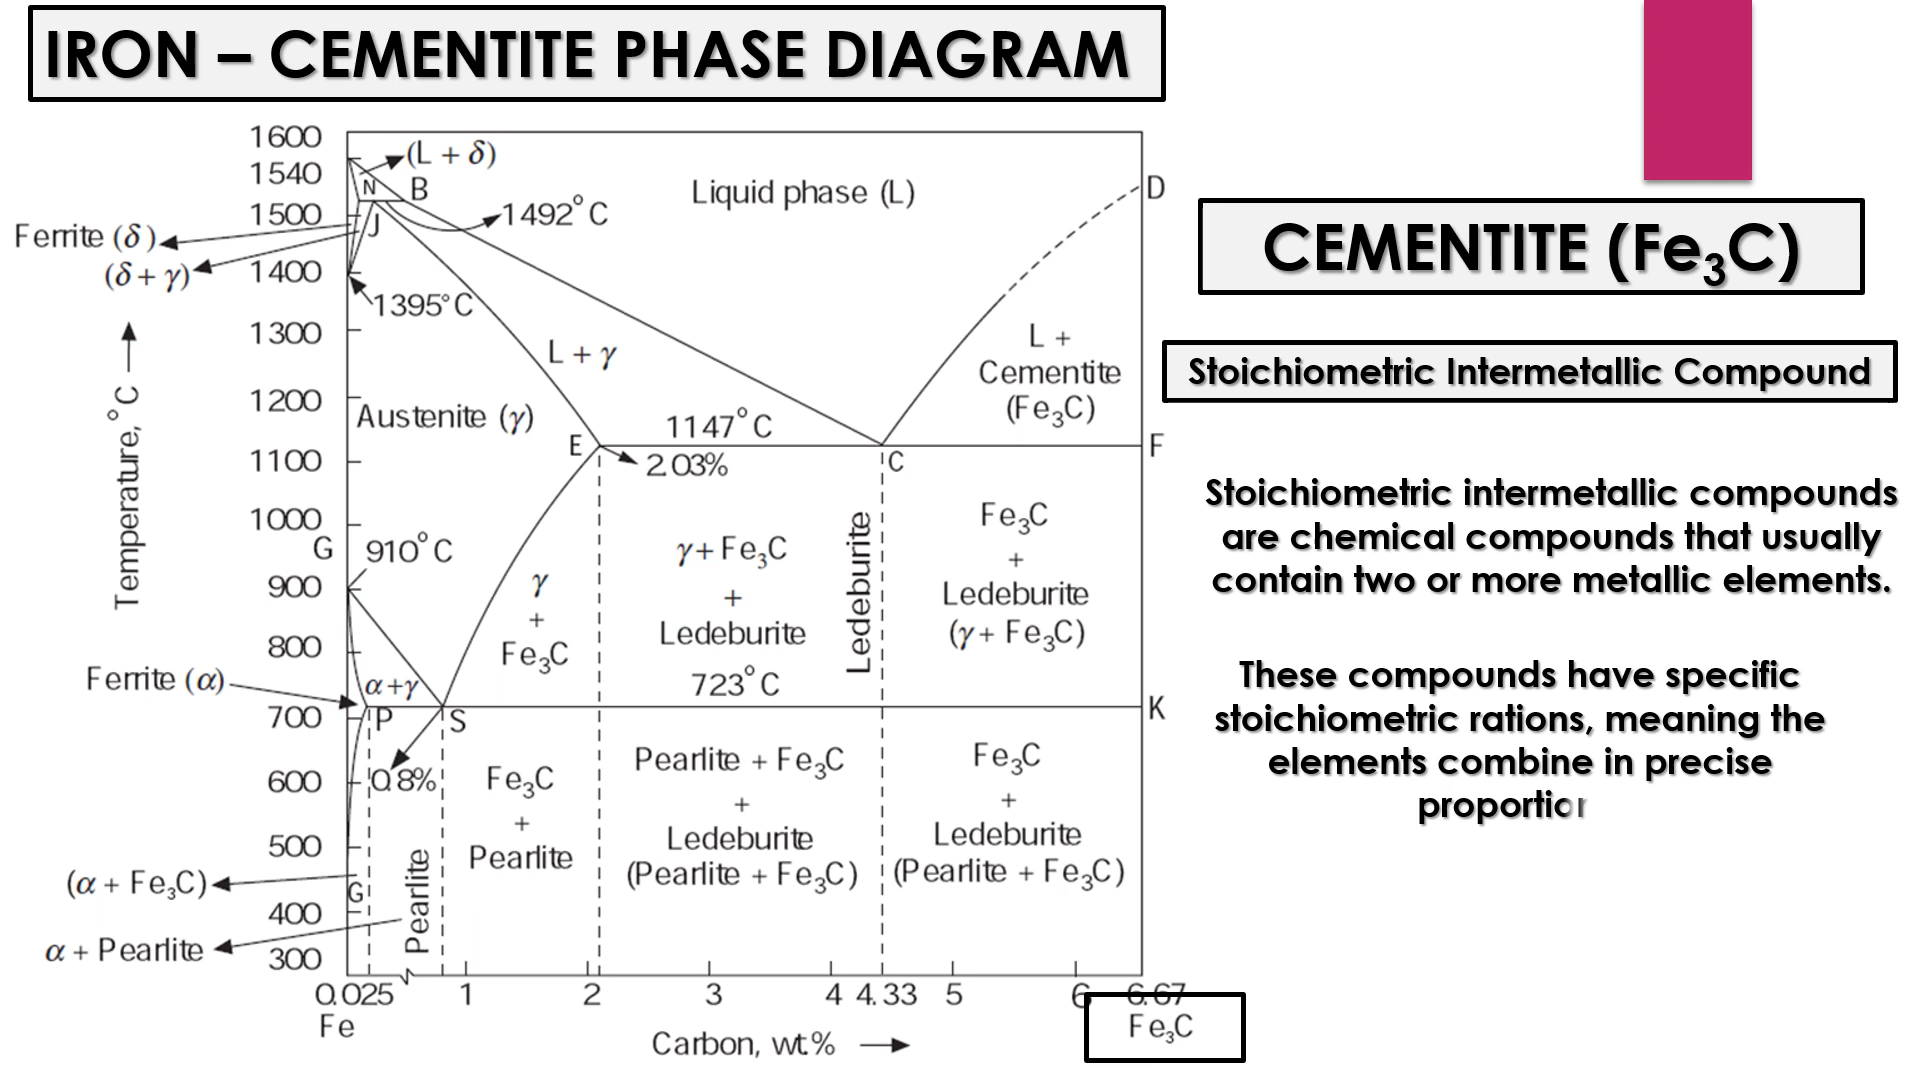 IRON – CEMENTITE PHASE DIAGRAM
1600
1540
1500
1400
1300
1200
1100
1000
900
800
700
600
500
400
300
Temperature, °C
(L + δ)
N
B
J
1492°C
Liquid phase (L)
D
Ferrite (δ)
(δ + γ)
1395°C
L + γ
L +
Cementite
(Fe₃C)
Austenite (γ)
1147°C
E
2.03%
C
F
G
910°C
γ
+
Fe₃C
γ + Fe₃C
+
Ledeburite
723°C
Ledeburite
Fe₃C
+
Ledeburite
(γ + Fe₃C)
Ferrite (α)
α + γ
P
S
K
0.8%
Fe₃C
+
Pearlite
Pearlite + Fe₃C
+
Ledeburite
(Pearlite + Fe₃C)
Fe₃C
+
Ledeburite
(Pearlite + Fe₃C)
(α + Fe₃C)
G
Pearlite
α + Pearlite
0.025 1 2 3 4 4.33 5 6 6.67
Fe
Fe₃C
Carbon, wt.%
CEMENTITE (Fe₃C)
Stoichiometric Intermetallic Compound
Stoichiometric intermetallic compounds
are chemical compounds that usually
contain two or more metallic elements.
These compounds have specific
stoichiometric rations, meaning the
elements combine in precise
proportior